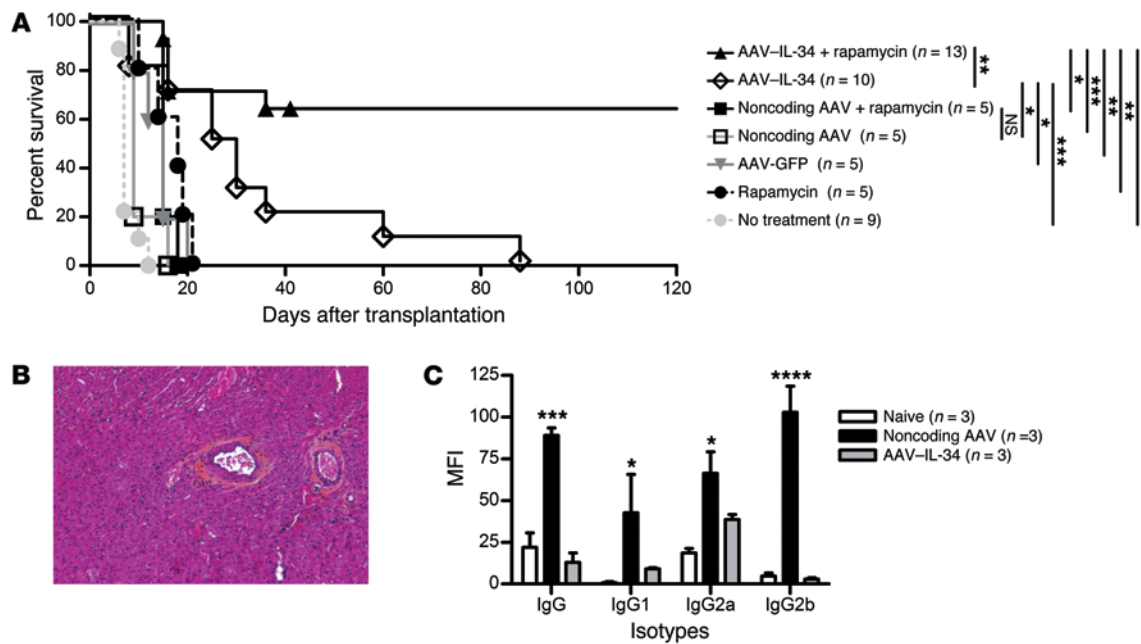 A
Percent survival
100
80
60
40
20
0
0 20 40 60 80 100 120
Days after transplantation
AAV–IL-34 + rapamycin (n = 13)
AAV–IL-34 (n = 10)
Noncoding AAV + rapamycin (n = 5)
Noncoding AAV (n = 5)
AAV-GFP (n = 5)
Rapamycin (n = 5)
No treatment (n = 9)
**
NS
*
*
***
*
***
**
**
**
B
C
MFI
125
100
75
50
25
0
***
*
*
****
IgG IgG1 IgG2a IgG2b
Isotypes
Naive (n = 3)
Noncoding AAV (n =3)
AAV–IL-34 (n = 3)